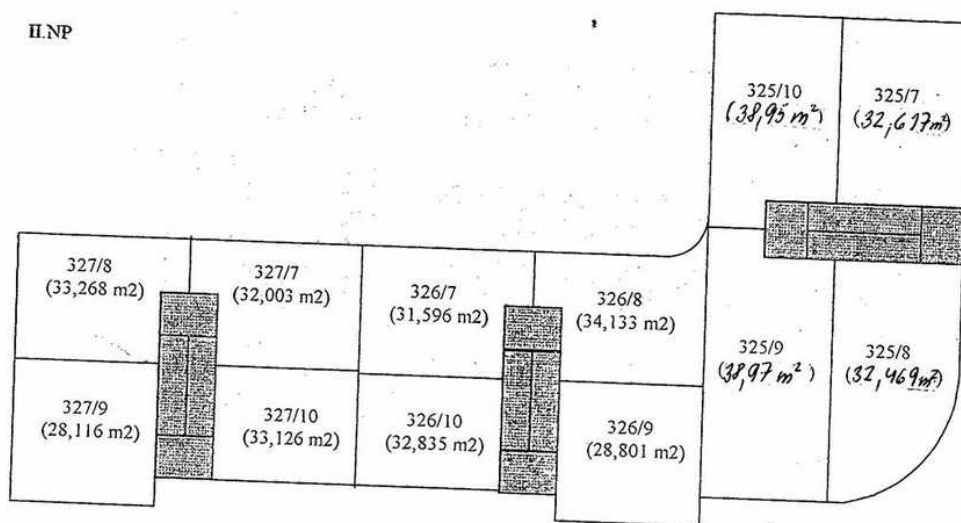 II.NP
325/10
(38,95 m²)
325/7
(32,617 m²)
327/8
(33,268 m2)
327/7
(32,003 m2)
326/7
(31,596 m2)
326/8
(34,133 m2)
325/9
(38,97 m²)
325/8
(32,469 m²)
327/9
(28,116 m2)
327/10
(33,126 m2)
326/10
(32,835 m2)
326/9
(28,801 m2)